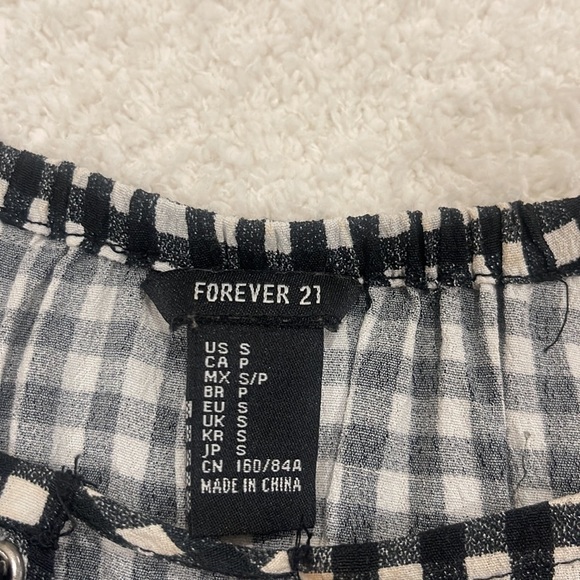 FOREVER 21
US S
CA P
MX S/P
BR P
EU S
UK S
KR S
JP S
CN 160/84A
MADE IN CHINA